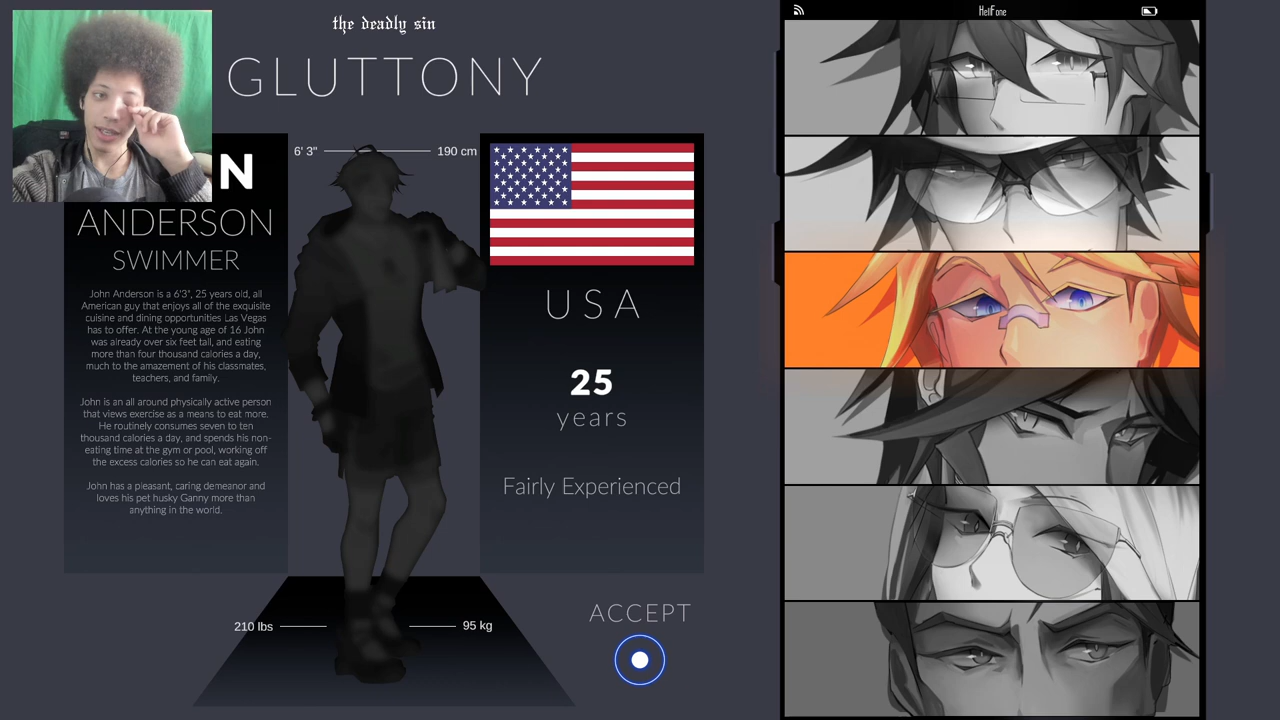 the deadly sin
GLUTTONY
N
ANDERSON
SWIMMER
John Anderson is a 6'3", 25 years old, all
American guy that enjoys all of the exquisite
cuisine and dining opportunities Las Vegas
has to offer. At the young age of 16 John
was already over six feet tall, and eating
more than four thousand calories a day,
much to the amazement of his classmates,
teachers, and family.
John is an all around physically active person
that views exercise as a means to eat more.
He routinely consumes seven to ten
thousand calories a day, and spends his non-
eating time at the gym or pool, working off
the excess calories so he can eat again.
John has a pleasant, caring demeanor and
loves his pet husky Ganny more than
anything in the world.
6' 3"
190 cm
210 lbs
95 kg
USA
25
years
Fairly Experienced
ACCEPT
HellFone